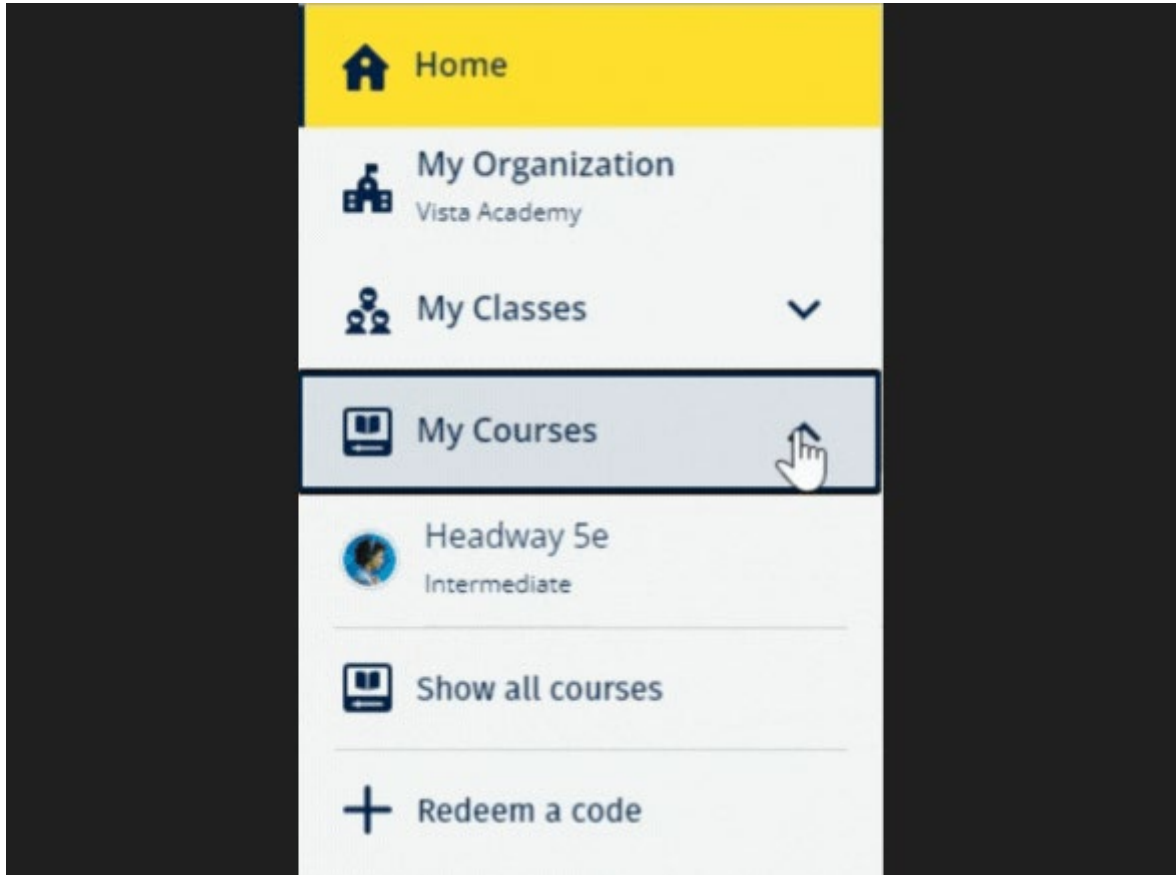 Home
My Organization
Vista Academy
My Classes
My Courses
Headway 5e
Intermediate
Show all courses
Redeem a code